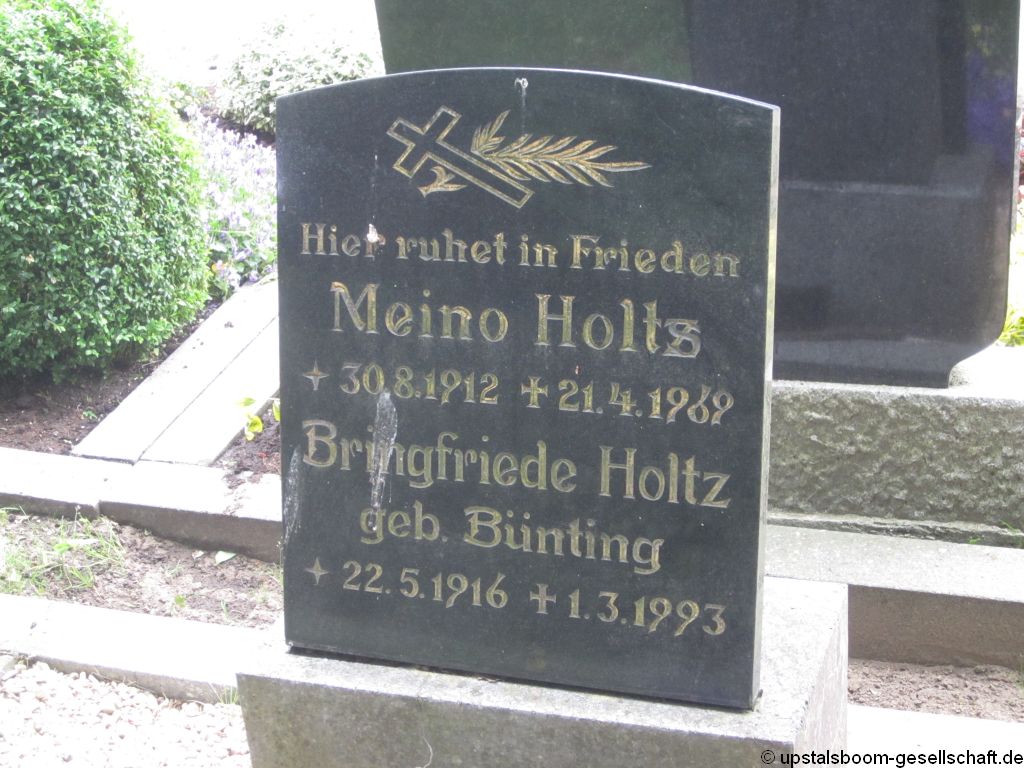 Hier ruhet in Frieden
Meino Holts
30.8.1912 21.4.1969
Bringfriede Holtz
geb. Bünting
22.5.1916 1.3.1993
© upstalsboom-gesellschaft.de